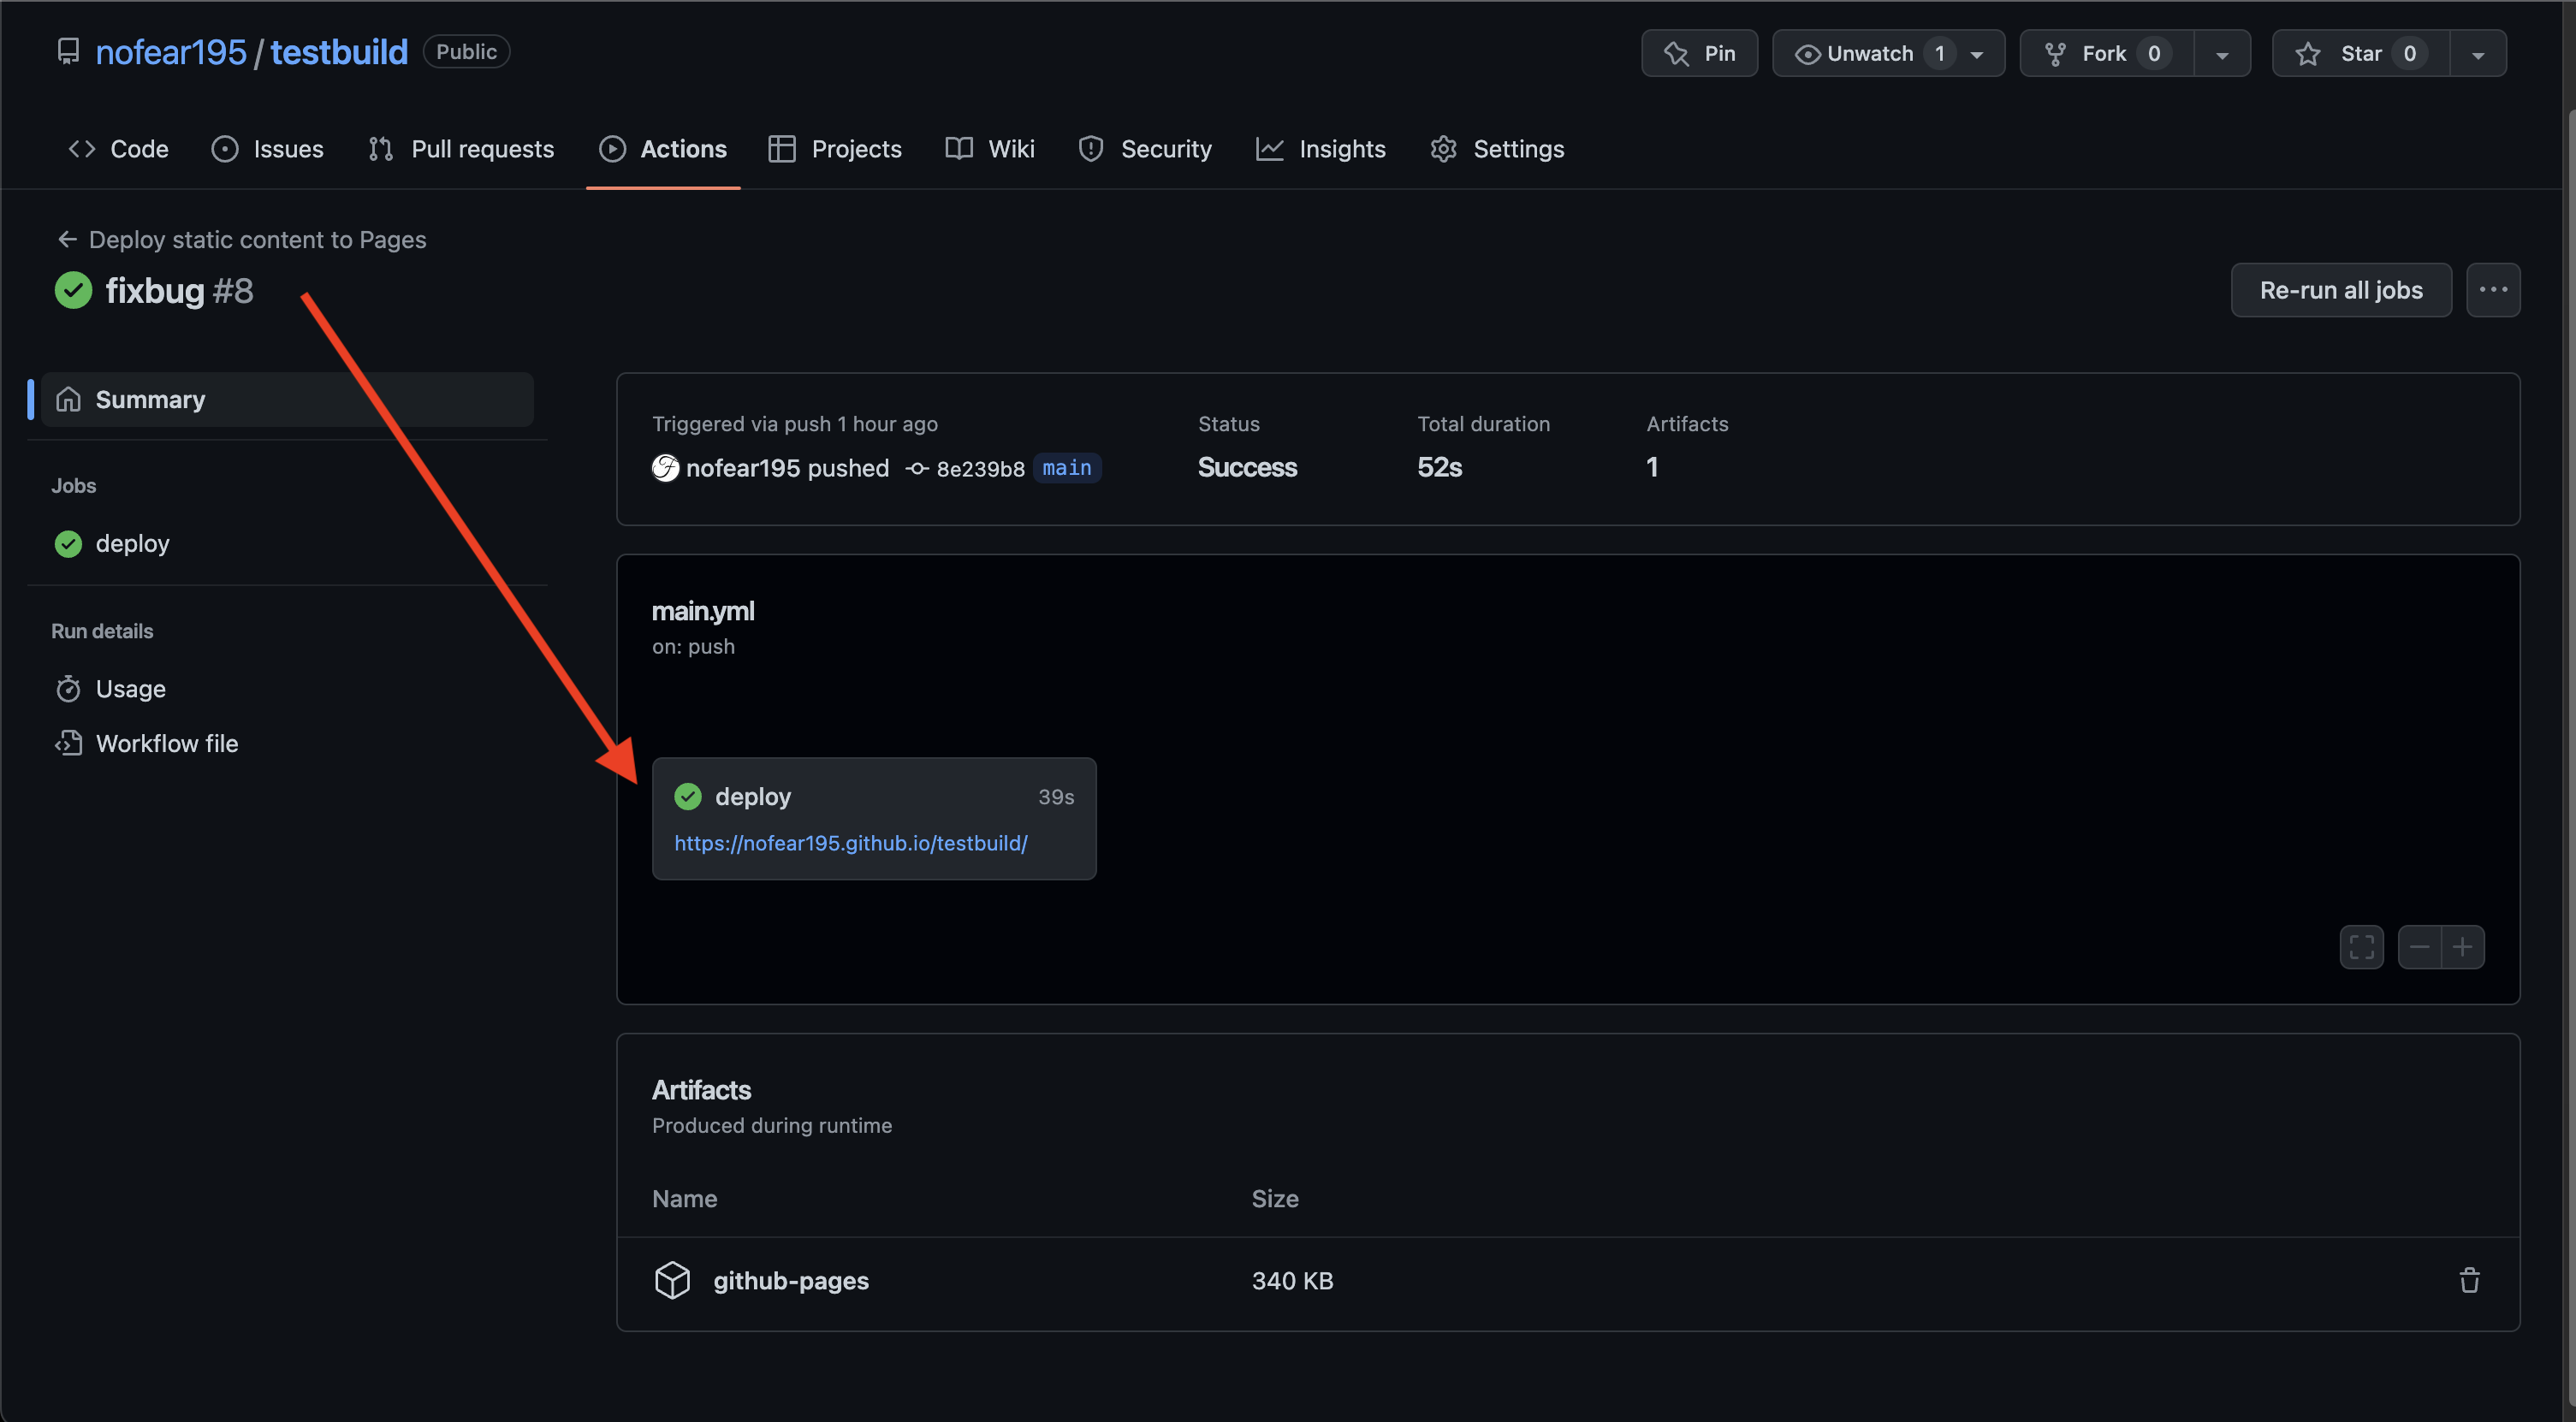 nofear195 / testbuild Public
Pin
Unwatch 1
Fork 0
Star 0
Code
Issues
Pull requests
Actions
Projects
Wiki
Security
Insights
Settings
Deploy static content to Pages
fixbug #8
Re-run all jobs
Summary
Jobs
deploy
Run details
Usage
Workflow file
Triggered via push 1 hour ago
nofear195 pushed 8e239b8 main
Status
Success
Total duration
52s
Artifacts
1
main.yml
on: push
deploy 39s
https://nofear195.github.io/testbuild/
Artifacts
Produced during runtime
Name Size
github-pages 340 KB